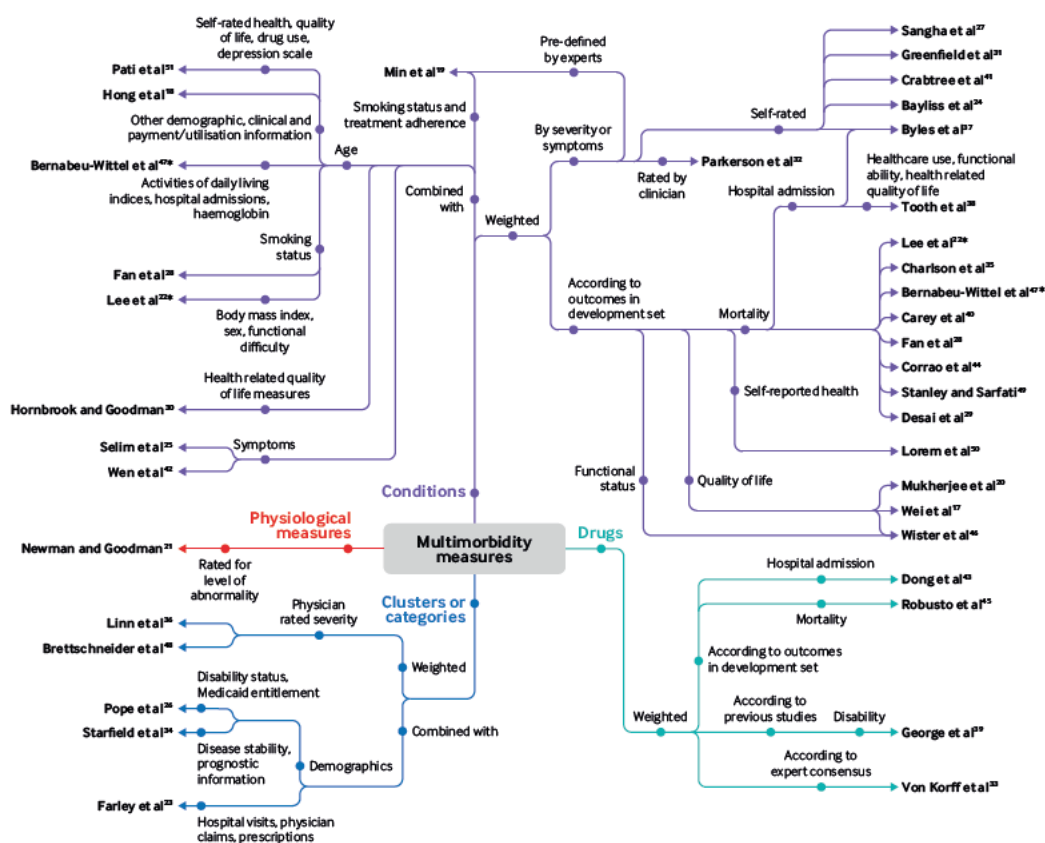 Self-rated health, quality
of life, drug use,
depression scale
Pati et al⁵¹
Hong et al¹⁸
Other demographic, clinical and
payment/utilisation information
Age
Bernabeu-Wittel et al⁴⁷*
Activities of daily living
indices, hospital admissions,
haemoglobin
Smoking
status
Fan et al²⁸
Lee et al²²*
Body mass index,
sex, functional
difficulty
Health related quality
of life measures
Hornbrook and Goodman³⁰
Selim et al²⁵
Symptoms
Wen et al⁴²
Min et al¹⁹
Pre-defined
by experts
Smoking status and
treatment adherence
Combined
with
Weighted
By severity or
symptoms
Self-rated
Rated by
clinician
Parkerson et al³²
Sangha et al²⁷
Greenfield et al³¹
Crabtree et al⁴¹
Bayliss et al²⁴
Byles et al³⁷
Hospital admission
Healthcare use, functional
ability, health related
quality of life
Tooth et al³⁸
According to
outcomes in
development set
Mortality
Lee et al²²*
Charlson et al³⁵
Bernabeu-Wittel et al⁴⁷*
Carey et al⁴⁰
Fan et al²⁸
Corrao et al⁴⁴
Stanley and Sarfati⁴⁹
Desai et al²⁹
Self-reported health
Lorem et al⁵⁰
Functional
status
Quality of life
Mukherjee et al²⁰
Wei et al¹⁷
Wister et al⁴⁶
Conditions
Physiological
measures
Newman and Goodman²¹
Rated for
level of
abnormality
Multimorbidity
measures
Drugs
Clusters or
categories
Linn et al³⁶
Physician
rated severity
Brettschneider et al⁴⁸
Weighted
Disability status,
Medicaid entitlement
Pope et al²⁶
Starfield et al³⁴
Combined with
Disease stability,
prognostic
information
Demographics
Farley et al²³
Hospital visits, physician
claims, prescriptions
Hospital admission
Dong et al⁴³
Robusto et al⁴⁵
Mortality
According to outcomes
in development set
Weighted
According to
previous studies
Disability
George et al³⁹
According to
expert consensus
Von Korff et al³³